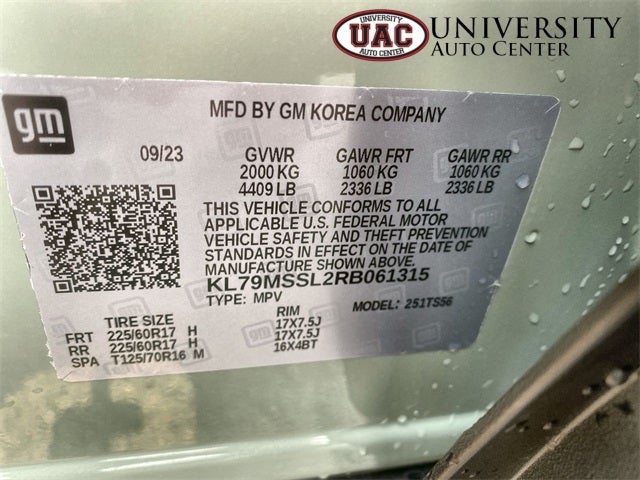 UAC UNIVERSITY
AUTO CENTER
gm
MFD BY GM KOREA COMPANY
09/23 GVWR GAWR FRT GAWR RR
2000 KG 1060 KG 1060 KG
4409 LB 2336 LB 2336 LB
THIS VEHICLE CONFORMS TO ALL
APPLICABLE U.S. FEDERAL MOTOR
VEHICLE SAFETY AND THEFT PREVENTION
STANDARDS IN EFFECT ON THE DATE OF
MANUFACTURE SHOWN ABOVE.
KL79MSSL2RB061315
TYPE: MPV MODEL: 251TS56
TIRE SIZE RIM
FRT 225/60R17 H 17X7.5J
RR 225/60R17 H 17X7.5J
SPA T125/70R16 M 16X4BT